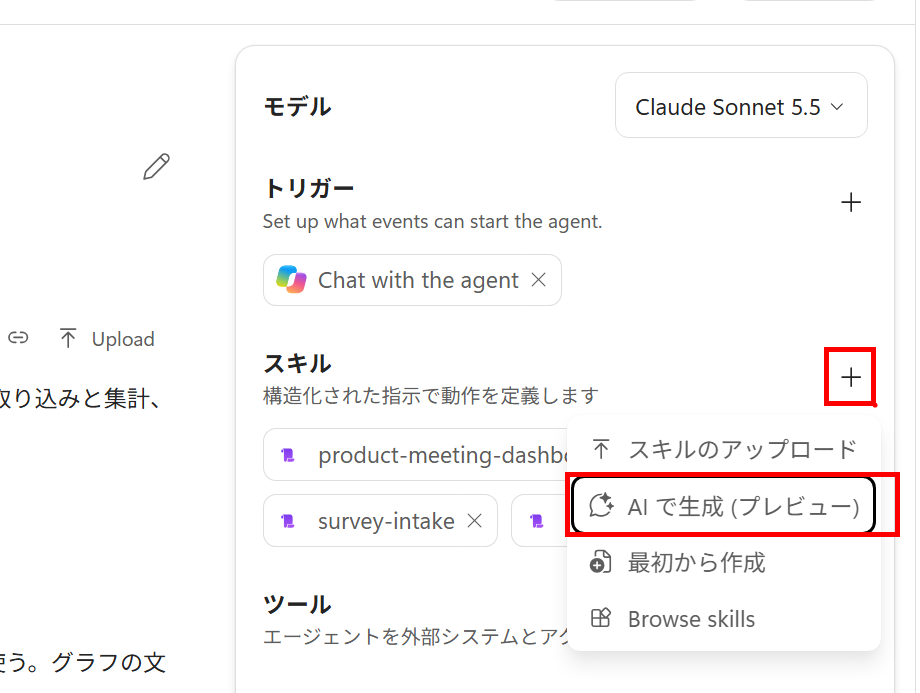 モデル
Claude Sonnet 5.5
トリガー
Set up what events can start the agent.
Chat with the agent
Upload
スキル
構造化された指示で動作を定義します
取り込みと集計、
product-meeting-dashbo
スキルのアップロード
survey-intake
AI で生成 (プレビュー)
最初から作成
ツール
エージェントを外部システムとアク
Browse skills
使う。グラフの文